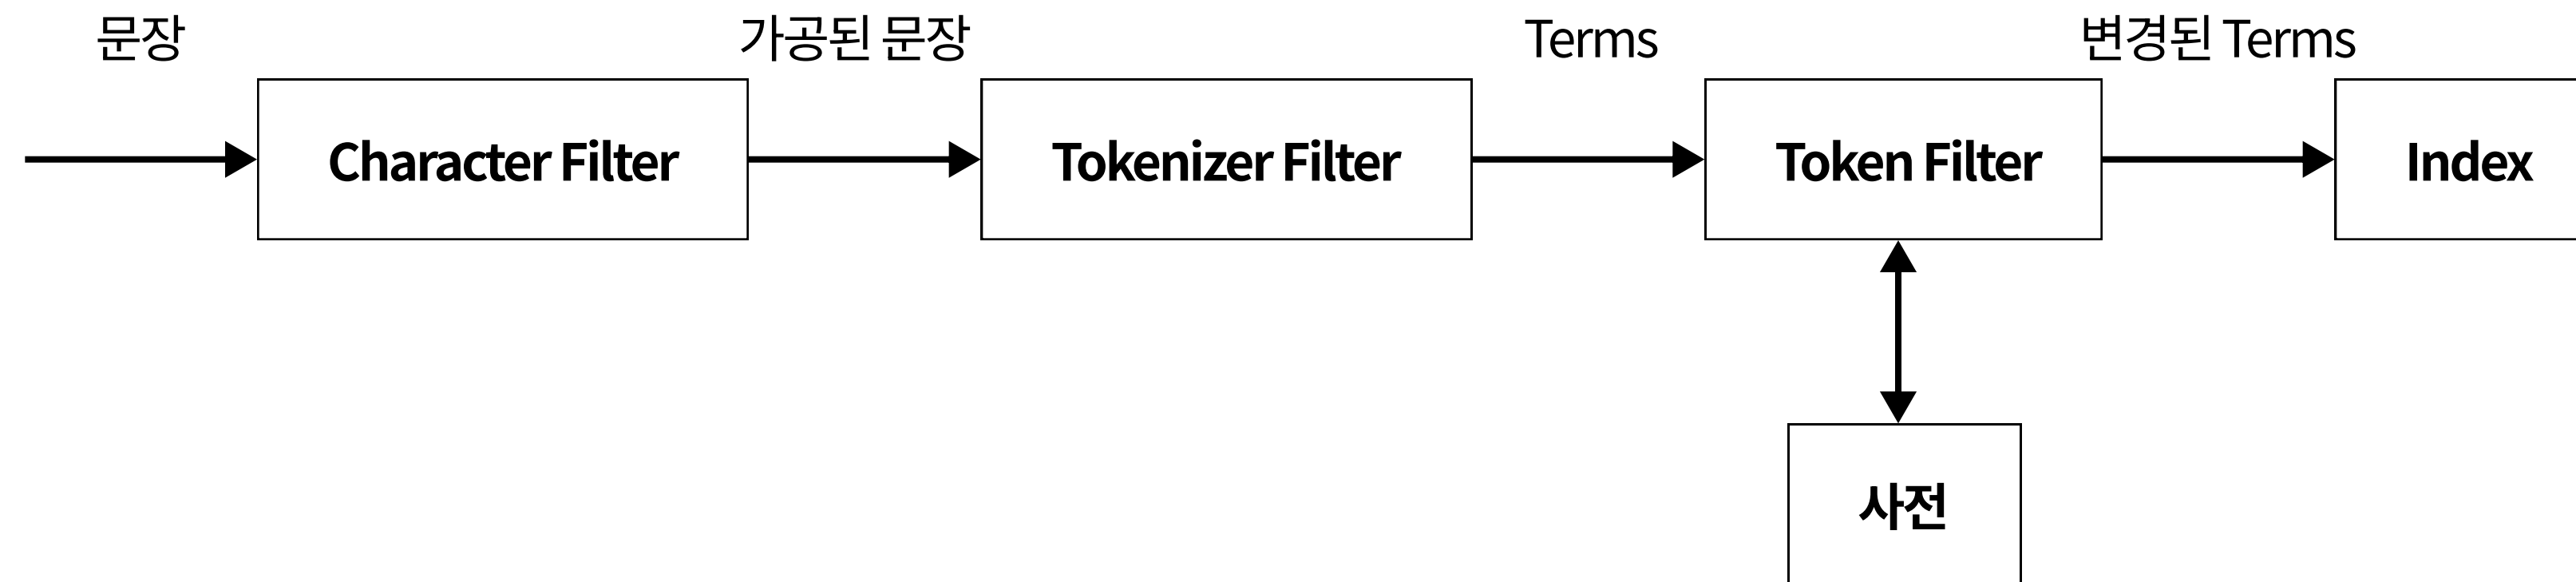 문장
가공된 문장
Terms
변경된 Terms
Character Filter
Tokenizer Filter
Token Filter
Index
사전